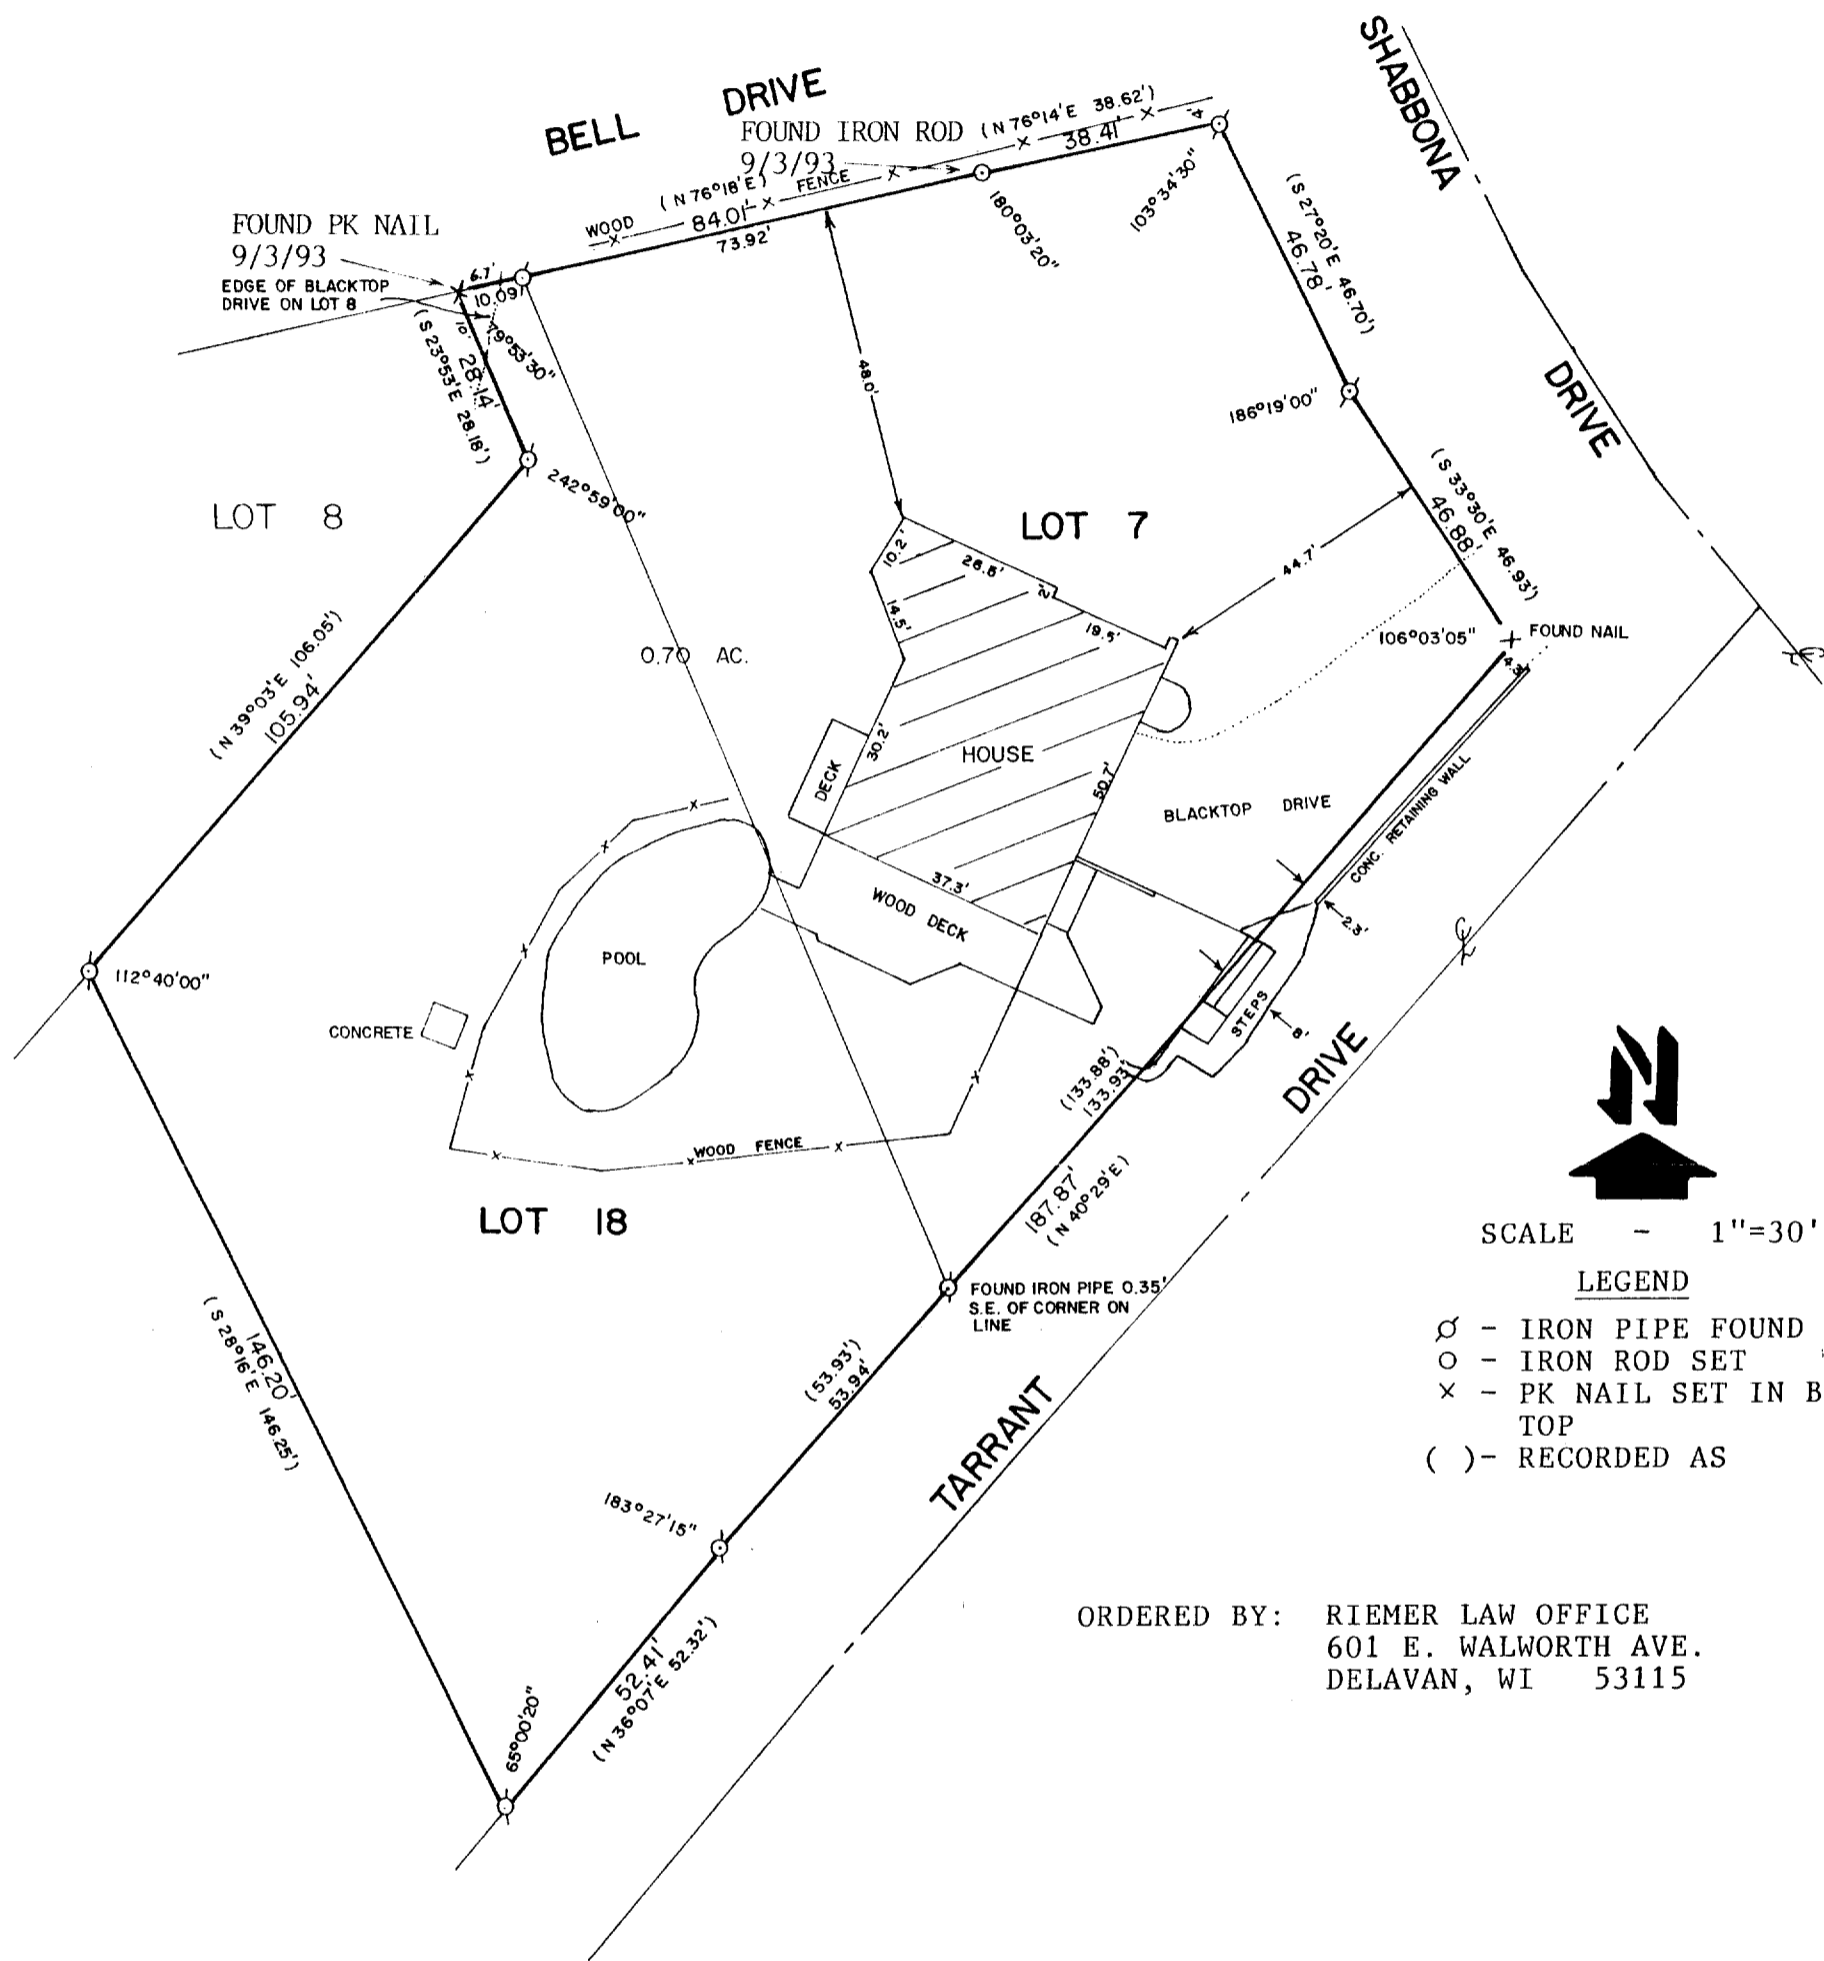 SHABBONA
DRIVE
BELL DRIVE
FOUND IRON ROD
9/3/93
(N 76°14'E 38.62')
38.41'
FOUND PK NAIL
9/3/93
EDGE OF BLACKTOP
DRIVE ON LOT 8
WOOD FENCE
(N 76°18'E)
84.01'
73.92'
6.7'
10.09'
10'
79°53'30"
28.14'
(S 23°53'E 28.18')
180°03'20"
103°34'30"
(S 27°20'E 46.70')
46.78'
186°19'00"
(S 33°30'E 46.93')
46.88'
48.0'
242°59'00"
LOT 8
LOT 7
10.2'
26.5'
2'
14.5'
19.5'
44.7'
106°03'05"
FOUND NAIL
4.3'
0.70 AC.
(N 39°03'E 106.05')
105.94'
HOUSE
30.2'
DECK
50.7'
37.3'
BLACKTOP DRIVE
CONC. RETAINING WALL
WOOD DECK
2.3'
POOL
STEPS
8'
112°40'00"
CONCRETE
WOOD FENCE
(133.88')
133.93'
187.87'
(N 40°29'E)
LOT 18
FOUND IRON PIPE 0.35'
S.E. OF CORNER ON
LINE
(53.93')
53.94'
146.20'
(S 28°16'E 146.25')
183°27'15"
TARRANT DRIVE
65°00'20"
52.41'
(N 36°07'E 52.32')
N
SCALE - 1"=30'
LEGEND
- IRON PIPE FOUND
- IRON ROD SET
- PK NAIL SET IN B
TOP
( )- RECORDED AS
ORDERED BY: RIEMER LAW OFFICE
601 E. WALWORTH AVE.
DELAVAN, WI 53115